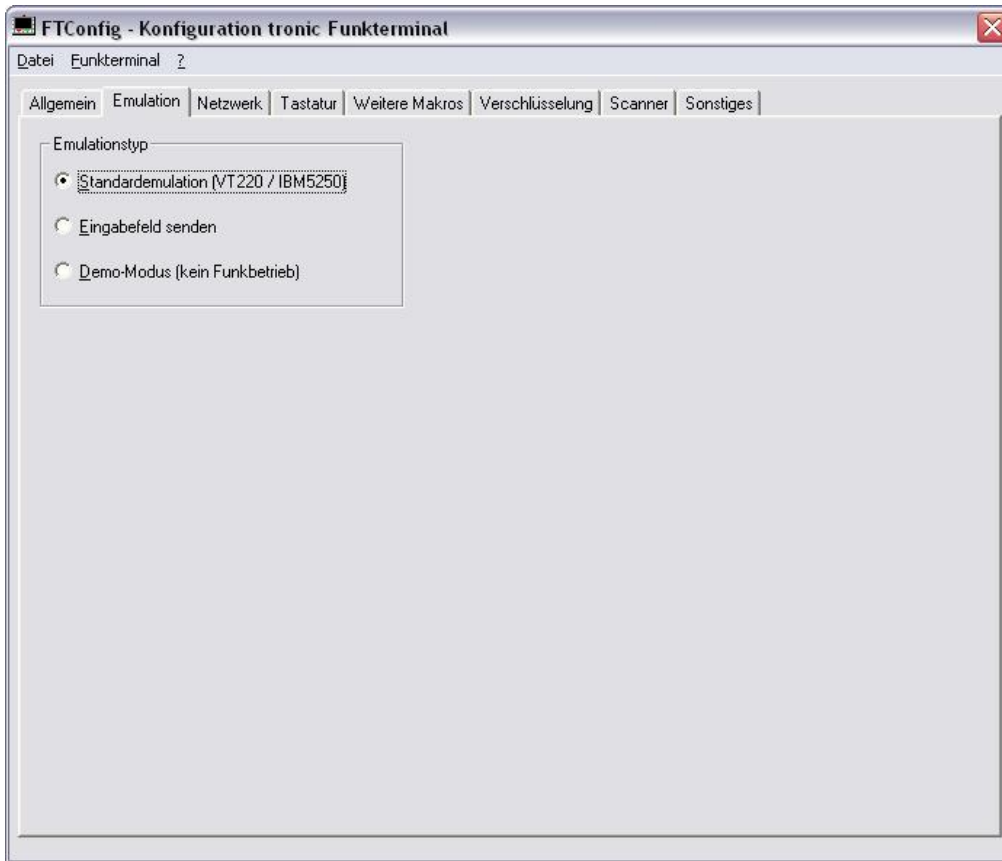 FTConfig - Konfiguration tronic Funkterminal
Datei Funkterminal ?
Allgemein Emulation Netzwerk Tastatur Weitere Makros Verschlüsselung Scanner Sonstiges
Emulationstyp
Standardemulation (VT220 / IBM5250)
Eingabefeld senden
Demo-Modus (kein Funkbetrieb)